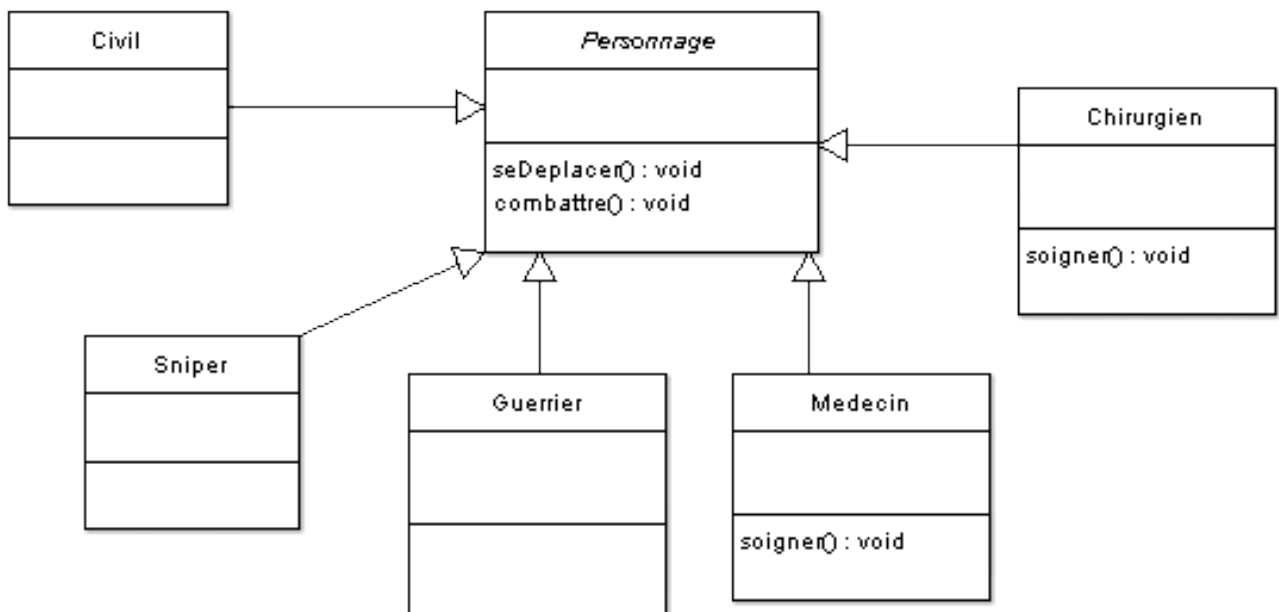 Civil
Personnage
seDeplacer() : void
combattre() : void
Chirurgien
soigner() : void
Sniper
Guerrier
Medecin
soigner() : void